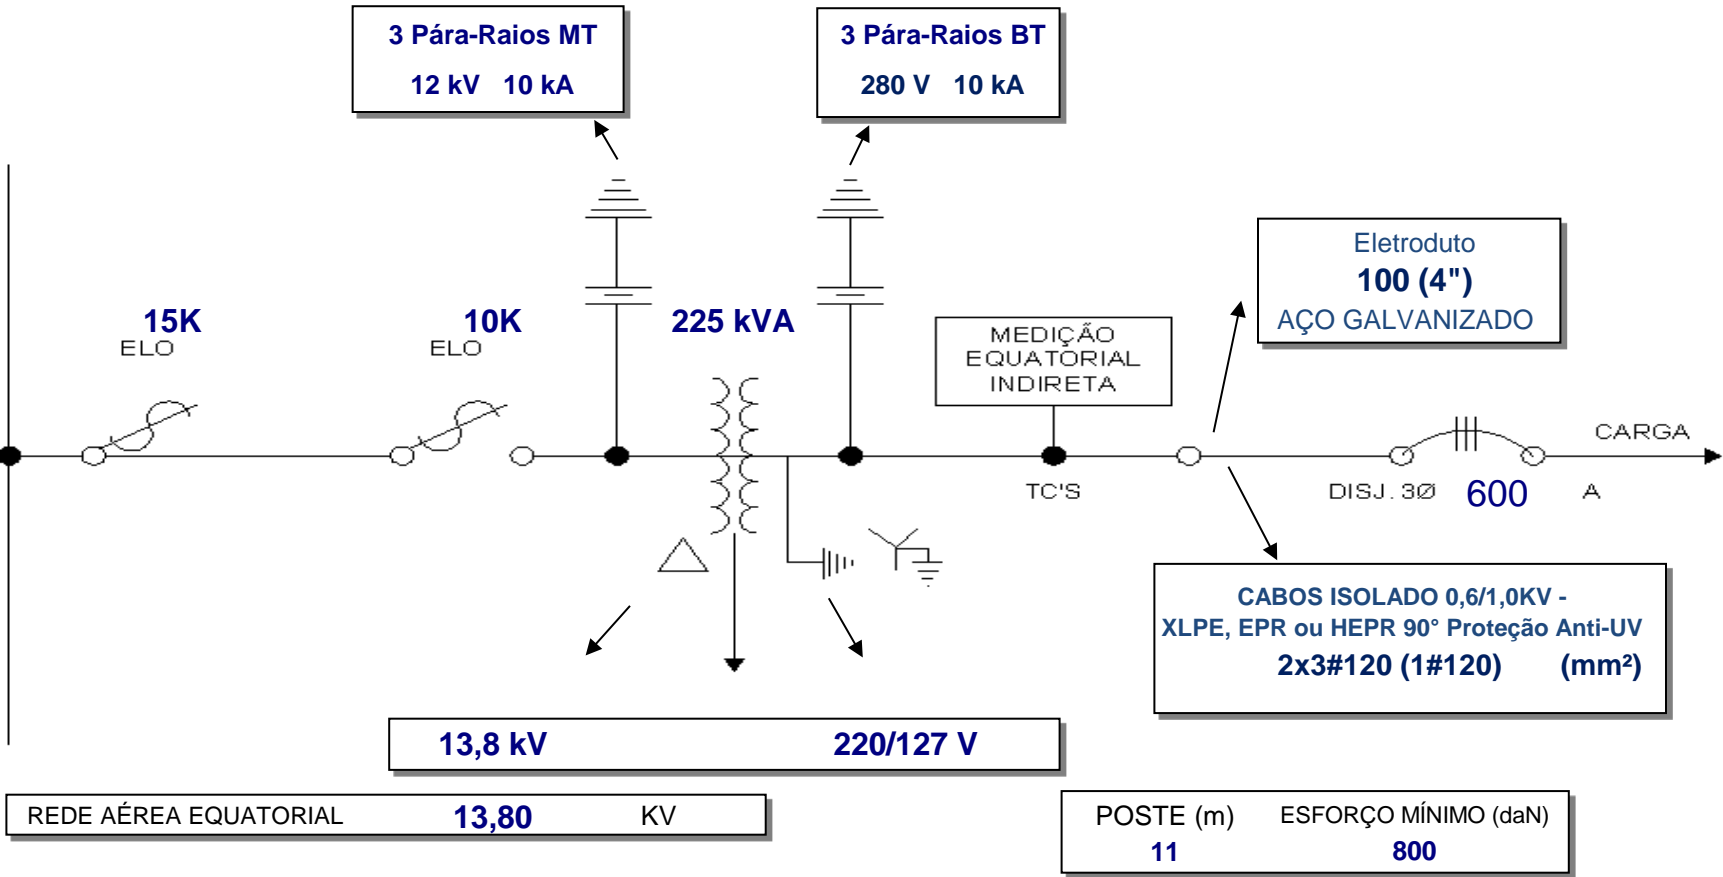 3 Pára-Raios MT
12 kV 10 kA
3 Pára-Raios BT
280 V 10 kA
Eletroduto
100 (4")
AÇO GALVANIZADO
15K
ELO
10K
ELO
225 kVA
MEDIÇÃO
EQUATORIAL
INDIRETA
CARGA
TC'S
DISJ. 3Ø 600 A
CABOS ISOLADO 0,6/1,0KV -
XLPE, EPR ou HEPR 90° Proteção Anti-UV
2x3#120 (1#120) (mm²)
13,8 kV 220/127 V
REDE AÉREA EQUATORIAL 13,80 KV
POSTE (m) ESFORÇO MÍNIMO (daN)
11 800